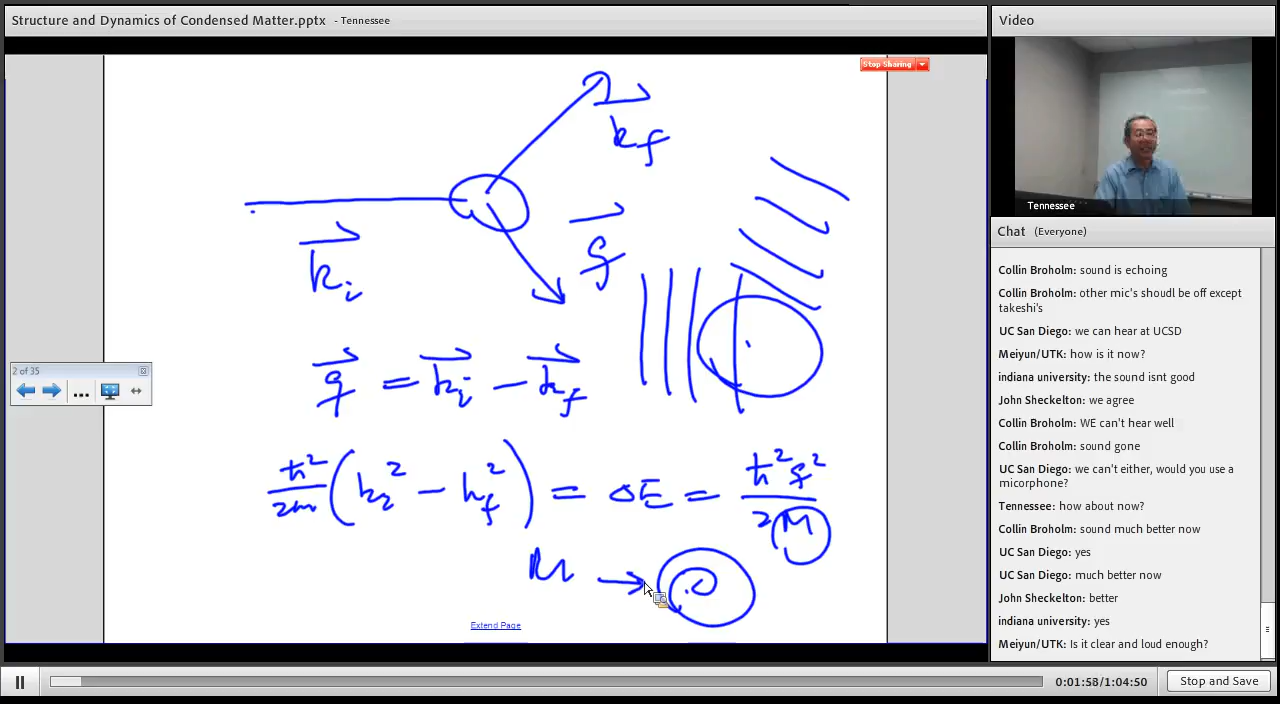 Structure and Dynamics of Condensed Matter.pptx - Tennessee
Stop Sharing
k_f
k_i
q
q = k_i - k_f
ħ²/2m (k_i² - k_f²) = ΔE = ħ²q²/2M
M →
2 of 35
...
Extend Page
Video
Tennessee
Chat (Everyone)
Collin Broholm: sound is echoing
Collin Broholm: other mic's shoudl be off except
takeshi's
UC San Diego: we can hear at UCSD
Meiyun/UTK: how is it now?
indiana university: the sound isnt good
John Sheckelton: we agree
Collin Broholm: WE can't hear well
Collin Broholm: sound gone
UC San Diego: we can't either, would you use a
micorphone?
Tennessee: how about now?
Collin Broholm: sound much better now
UC San Diego: yes
UC San Diego: much better now
John Sheckelton: better
indiana university: yes
Meiyun/UTK: Is it clear and loud enough?
0:01:58/1:04:50
Stop and Save